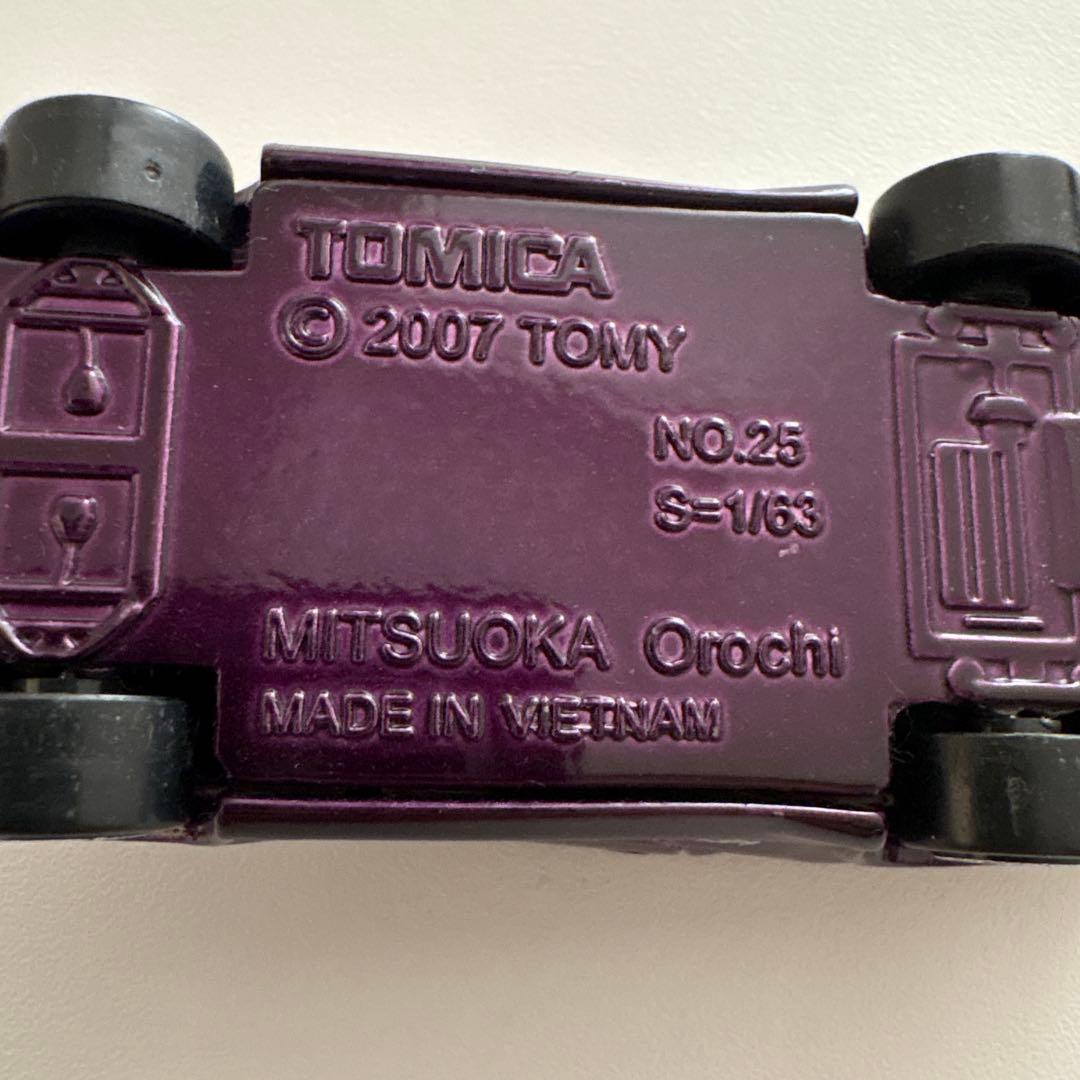 TOMICA
© 2007 TOMY
NO.25
S=1/63
MITSUOKA Orochi
MADE IN VIETNAM